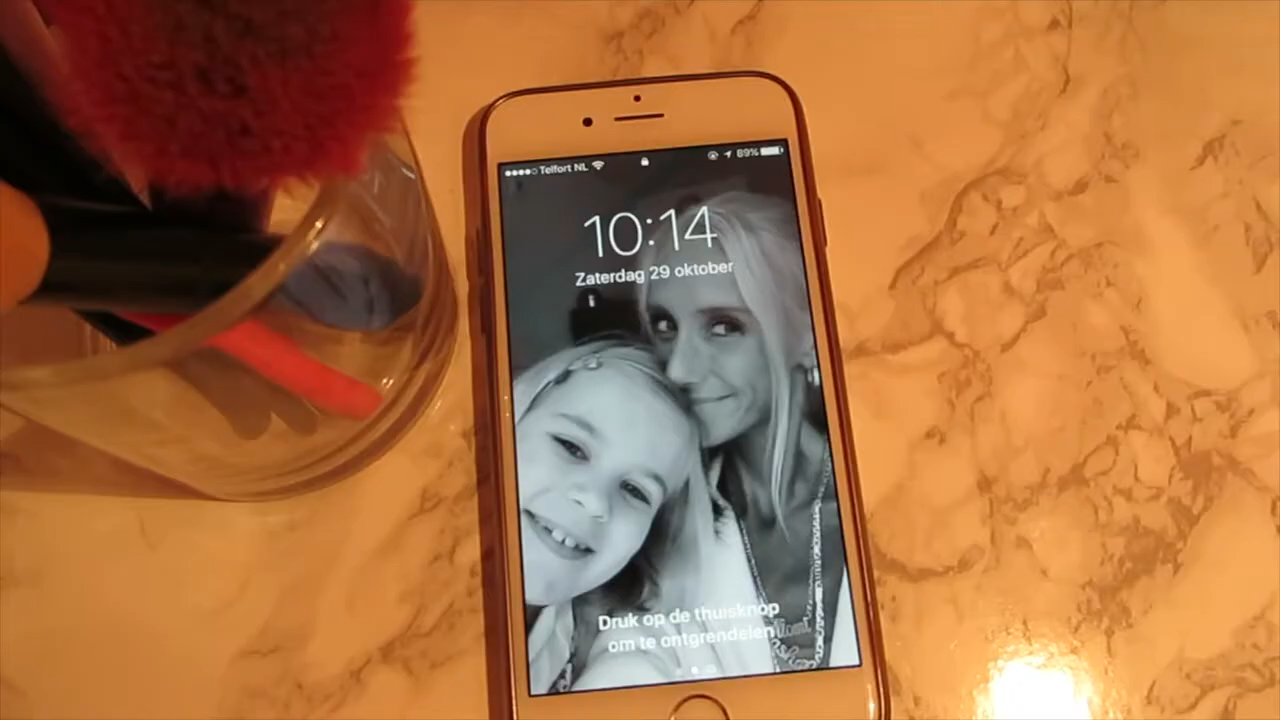 Telfort NL 89%
10:14
Zaterdag 29 oktober
Druk op de thuisknop
om te ontgrendelen